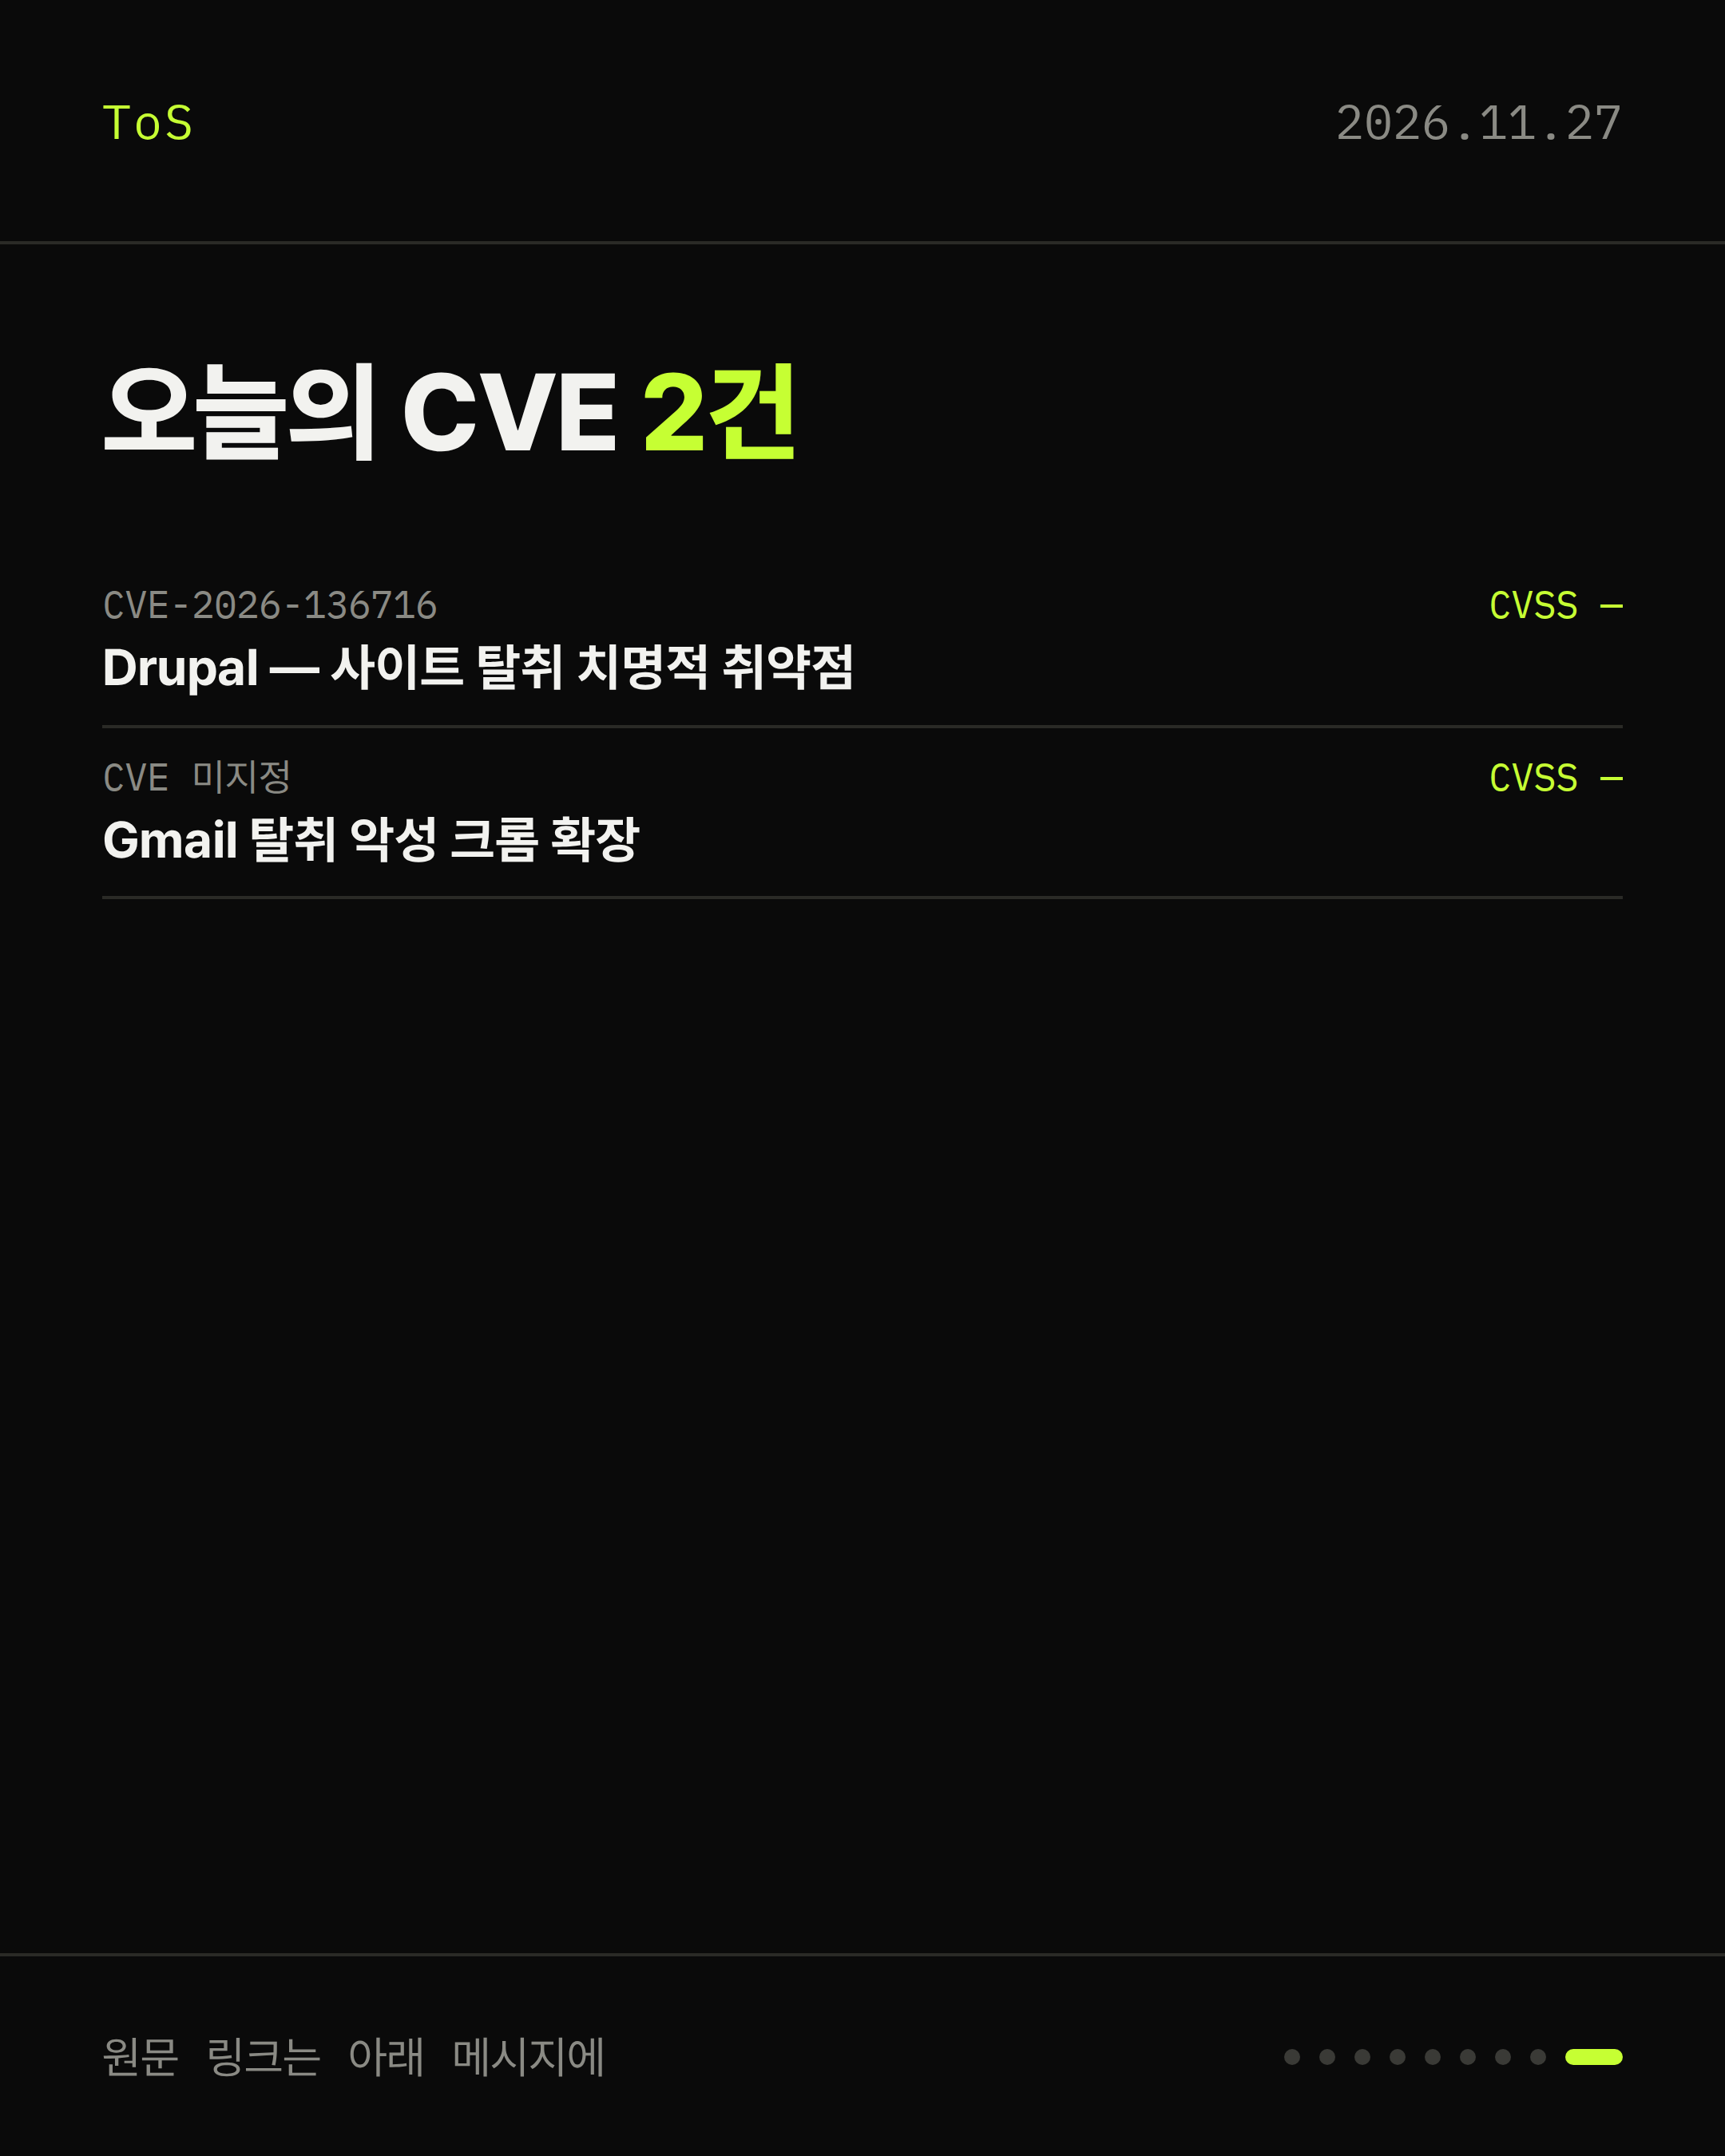 ToS
2026.11.27
오늘의 CVE 2건
CVE-2026-136716
CVSS —
Drupal — 사이트 탈취 치명적 취약점
CVE 미지정
CVSS —
Gmail 탈취 악성 크롬 확장
원문 링크는 아래 메시지에